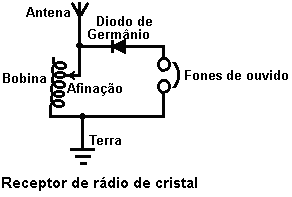 Antena
Diodo de
Germânio
Bobina
Afinação
Fones de ouvido
Terra
Receptor de rádio de cristal